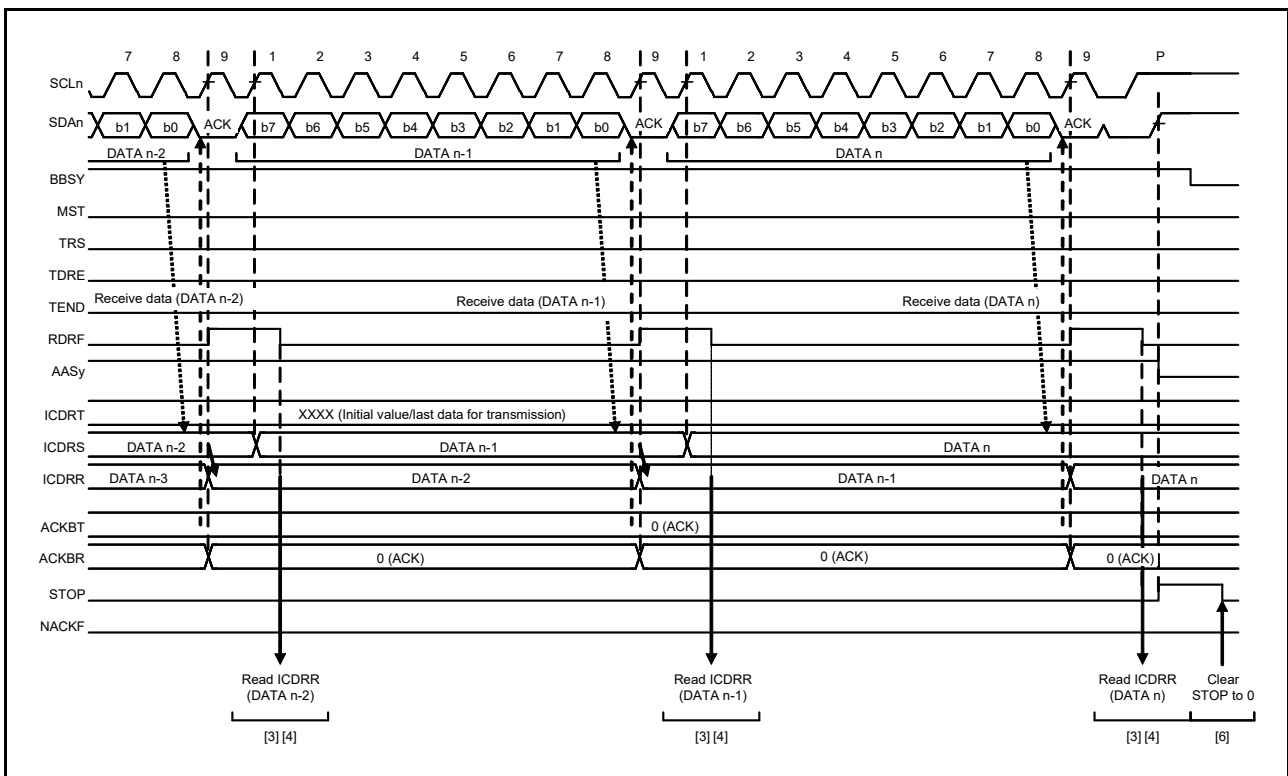 7 8 9 1 2 3 4 5 6 7 8 9 1 2 3 4 5 6 7 8 9 P
SCLn
SDAn b1 b0 ACK b7 b6 b5 b4 b3 b2 b1 b0 ACK b7 b6 b5 b4 b3 b2 b1 b0 ACK
DATA n-2 DATA n-1 DATA n
BBSY
MST
TRS
TDRE
Receive data (DATA n-2) Receive data (DATA n-1) Receive data (DATA n)
TEND
RDRF
AASy
ICDRT XXXX (Initial value/last data for transmission)
ICDRS DATA n-2 DATA n-1 DATA n
ICDRR DATA n-3 DATA n-2 DATA n-1 DATA n
ACKBT 0 (ACK)
ACKBR 0 (ACK) 0 (ACK) 0 (ACK)
STOP
NACKF
Read ICDRR Read ICDRR Read ICDRR Clear
(DATA n-2) (DATA n-1) (DATA n) STOP to 0
[3] [4] [3] [4] [3] [4] [6]